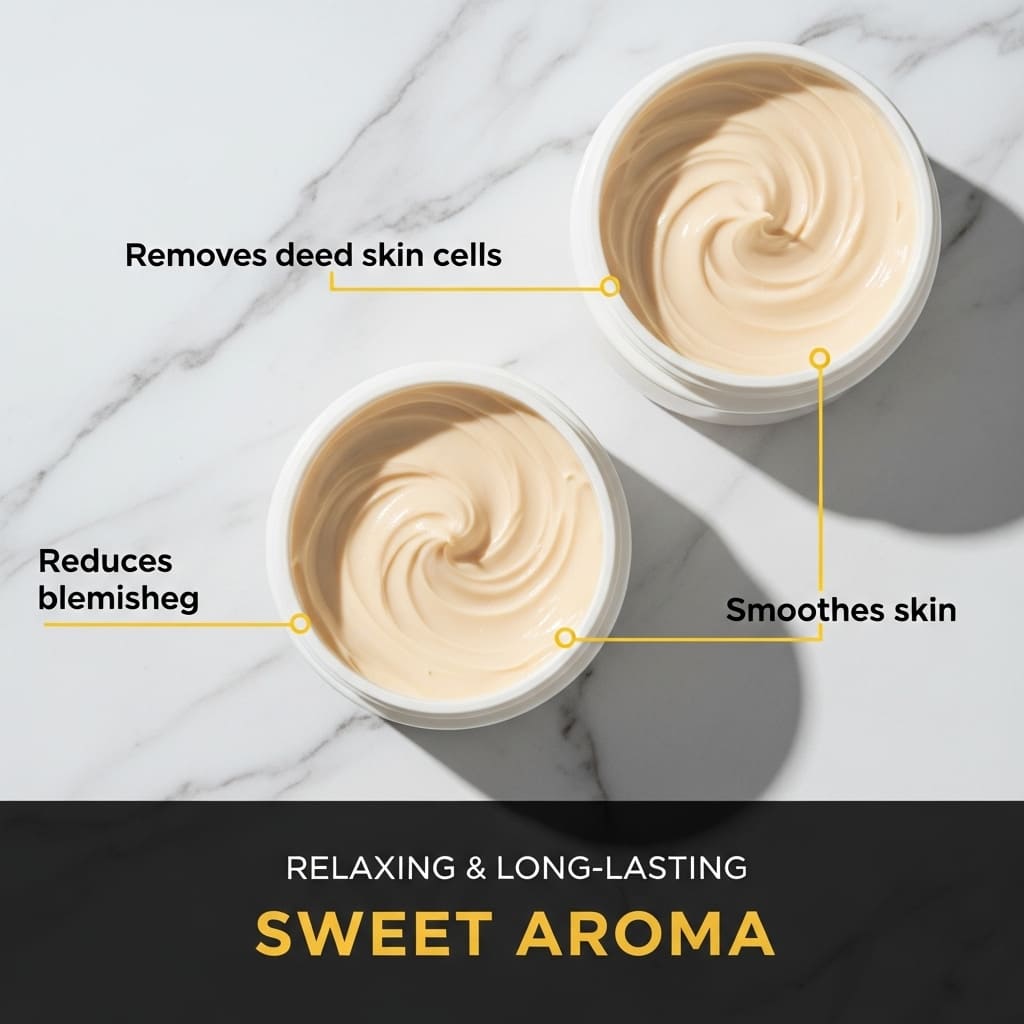 Removes deed skin cells
Reduces
blemisheg
Smoothes skin
RELAXING & LONG-LASTING
SWEET AROMA